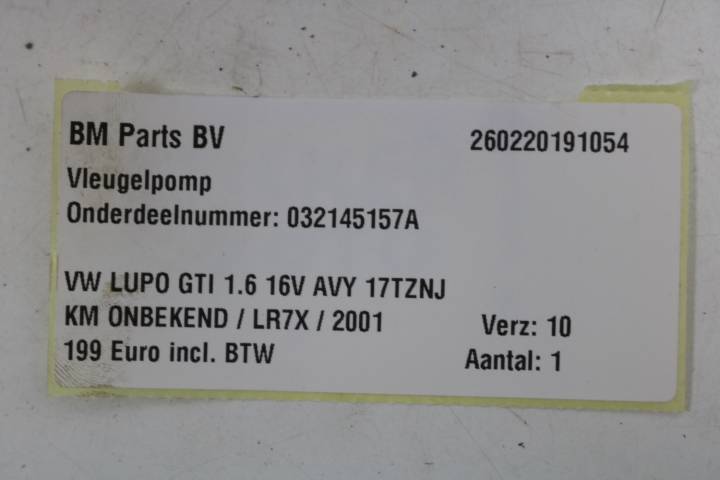 BM Parts BV 260220191054
Vleugelpomp
Onderdeelnummer: 032145157A
VW LUPO GTI 1.6 16V AVY 17TZNJ
KM ONBEKEND / LR7X / 2001 Verz: 10
199 Euro incl. BTW Aantal: 1